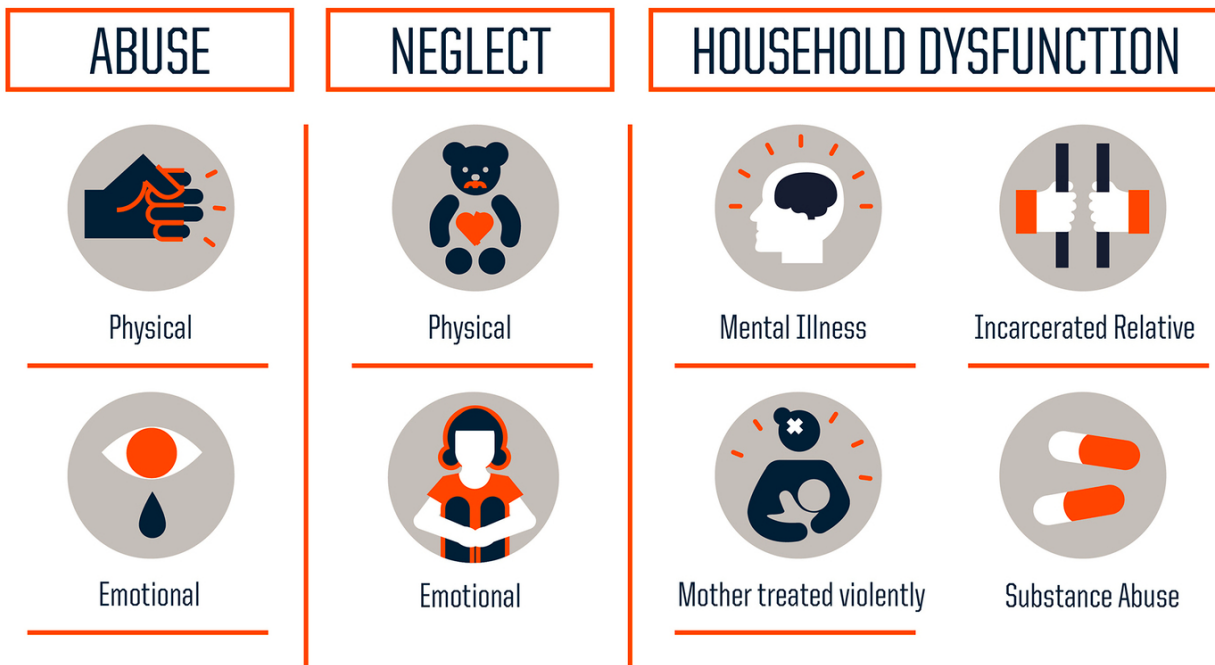 ABUSE
NEGLECT
HOUSEHOLD DYSFUNCTION
Physical
Physical
Mental Illness
Incarcerated Relative
Emotional
Emotional
Mother treated violently
Substance Abuse